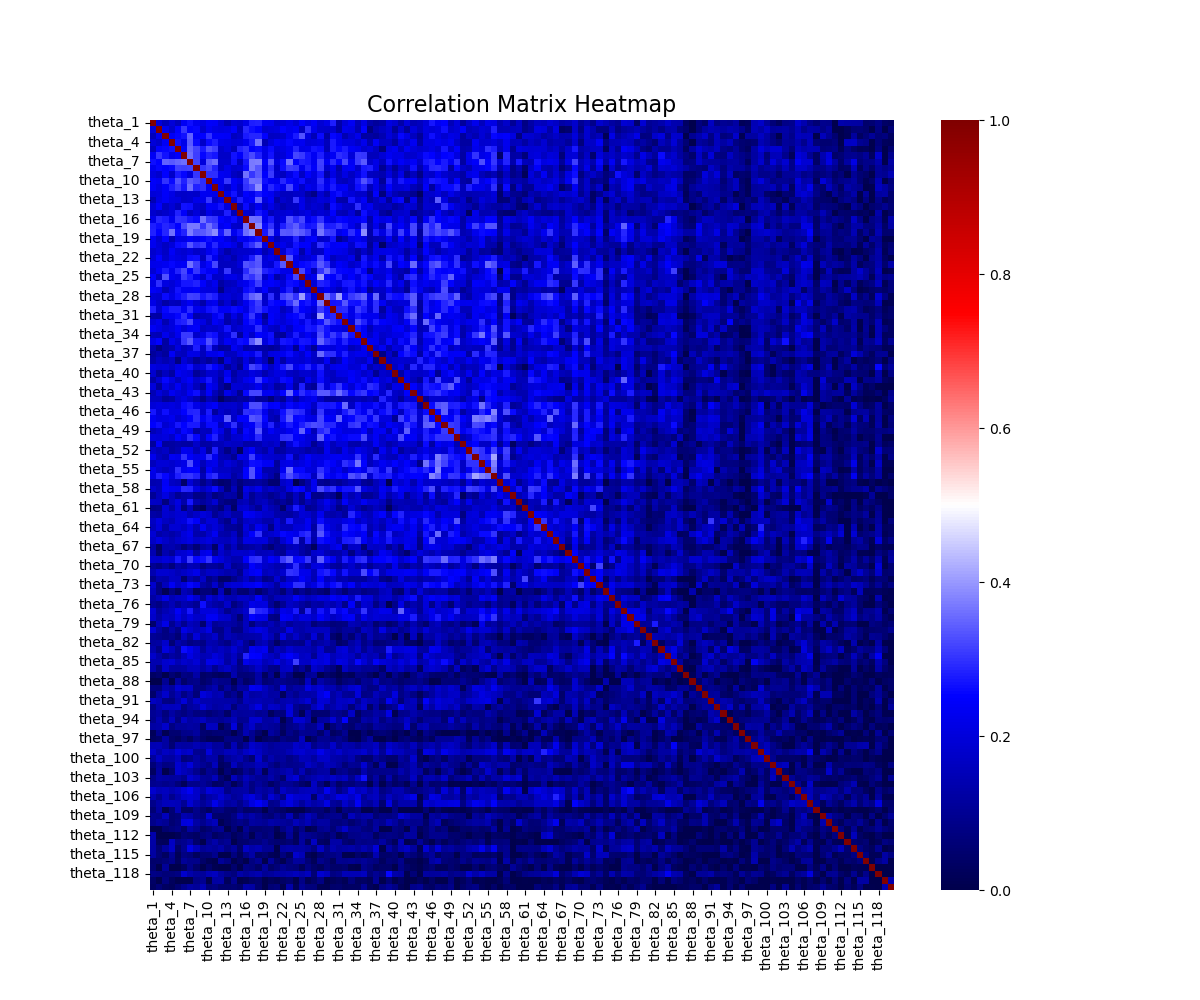 Correlation Matrix Heatmap
theta_1
theta_4
theta_7
theta_10
theta_13
theta_16
theta_19
theta_22
theta_25
theta_28
theta_31
theta_34
theta_37
theta_40
theta_43
theta_46
theta_49
theta_52
theta_55
theta_58
theta_61
theta_64
theta_67
theta_70
theta_73
theta_76
theta_79
theta_82
theta_85
theta_88
theta_91
theta_94
theta_97
theta_100
theta_103
theta_106
theta_109
theta_112
theta_115
theta_118
theta_1
theta_4
theta_7
theta_10
theta_13
theta_16
theta_19
theta_22
theta_25
theta_28
theta_31
theta_34
theta_37
theta_40
theta_43
theta_46
theta_49
theta_52
theta_55
theta_58
theta_61
theta_64
theta_67
theta_70
theta_73
theta_76
theta_79
theta_82
theta_85
theta_88
theta_91
theta_94
theta_97
theta_100
theta_103
theta_106
theta_109
theta_112
theta_115
theta_118
1.0
0.8
0.6
0.4
0.2
0.0